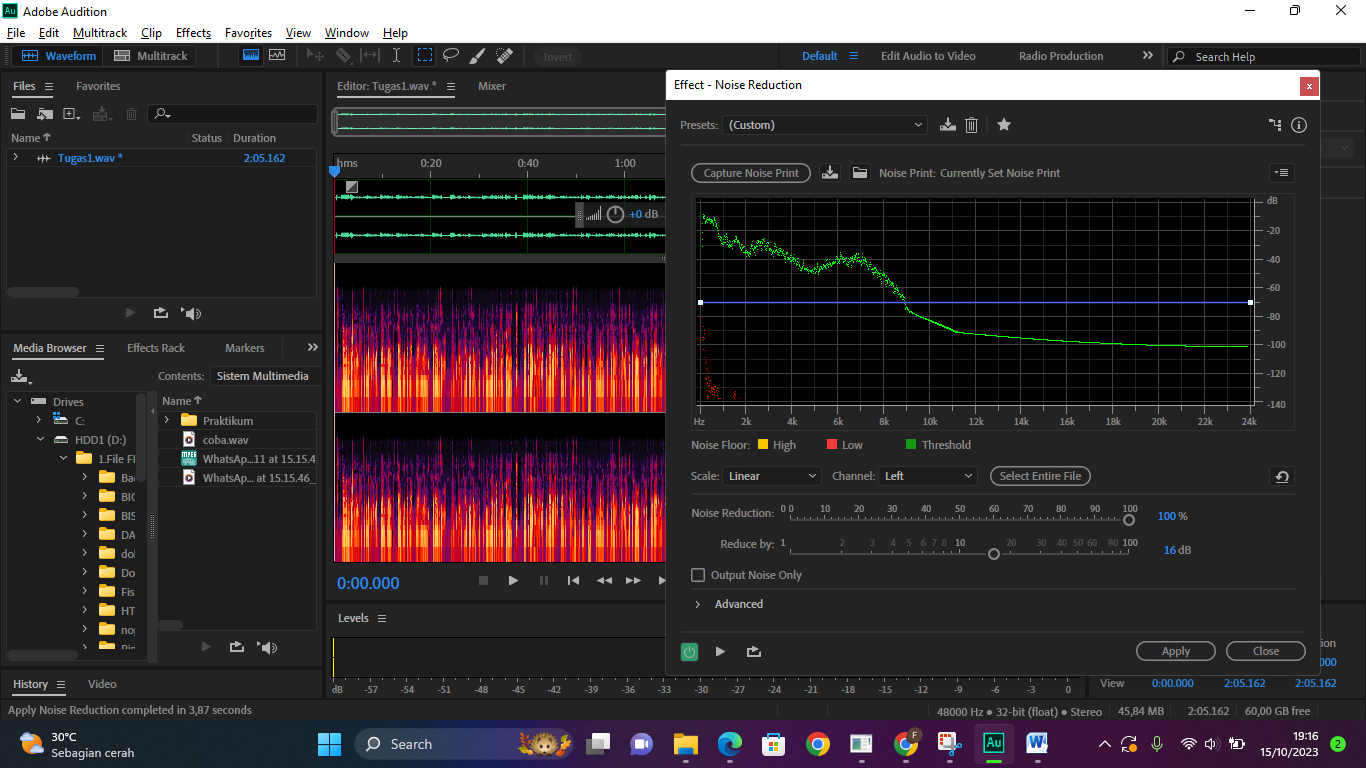 Au Adobe Audition
File Edit Multitrack Clip Effects Favorites View Window Help
Waveform Multitrack Invert Default Edit Audio to Video Radio Production Search Help
Files Favorites
Name Status Duration
Tugas1.wav * 2:05.162
Editor: Tugas1.wav * Mixer
hms 0:20 0:40 1:00
+0 dB
Media Browser Effects Rack Markers
Contents: Sistem Multimedia
Name
Drives
C:
HDD1 (D:)
1.File Fl
Ba
BIO
BIS
DA
dol
Do
Fis
HT
no
Praktikum
coba.wav
WhatsAp...11 at 15.15.4
WhatsAp... at 15.15.46_
0:00.000
Levels
dB -57 -54 -51 -48 -45 -42 -39 -36 -33 -30 -27 -24 -21 -18 -15 -12 -9 -6 -3 0
History Video
Effect - Noise Reduction
x
Presets: (Custom)
Capture Noise Print Noise Print: Currently Set Noise Print
dB
-20
-40
-60
-80
-100
-120
-140
Hz 2k 4k 6k 8k 10k 12k 14k 16k 18k 20k 22k 24k
Noise Floor: High Low Threshold
Scale: Linear Channel: Left Select Entire File
Noise Reduction: 0 0 10 20 30 40 50 60 70 80 90 100 100 %
Reduce by: 1 2 3 4 5 6 7 8 10 20 30 40 50 60 80 100 16 dB
Output Noise Only
Advanced
Apply Close
ion
000
View 0:00.000 2:05.162 2:05.162
Apply Noise Reduction completed in 3,87 seconds
48000 Hz ● 32-bit (float) ● Stereo 45,84 MB 2:05.162 60,00 GB free
30°C
Sebagian cerah
Search
F
Au
W
19:16
15/10/2023
2